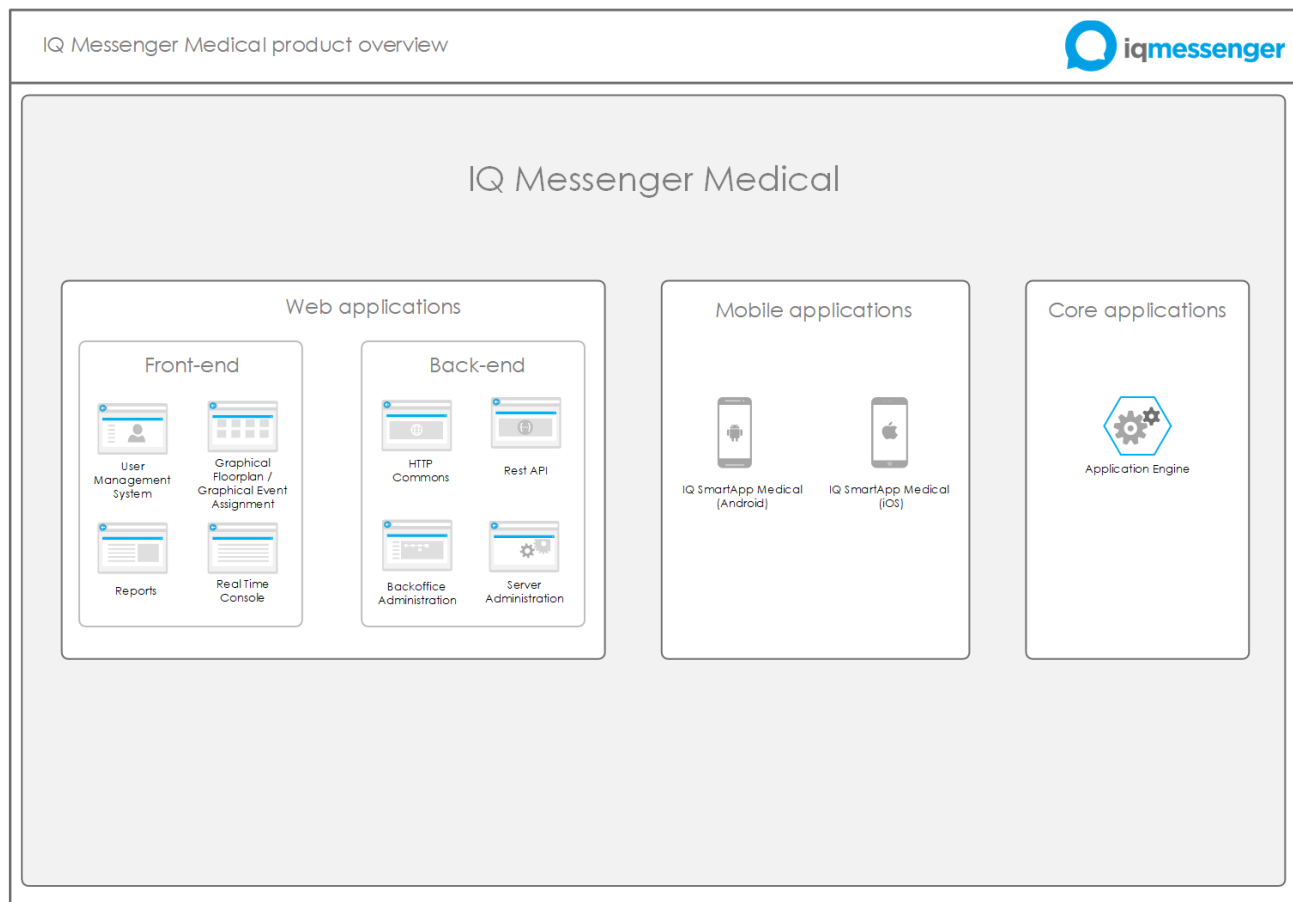 IQ Messenger Medical product overview
iqmessenger
IQ Messenger Medical
Web applications
Front-end
User
Management
System
Graphical
Floorplan /
Graphical Event
Assignment
Reports
Real Time
Console
Back-end
HTTP
Commons
Rest API
Backoffice
Administration
Server
Administration
Mobile applications
IQ SmartApp Medical
(Android)
IQ SmartApp Medical
(iOS)
Core applications
Application Engine